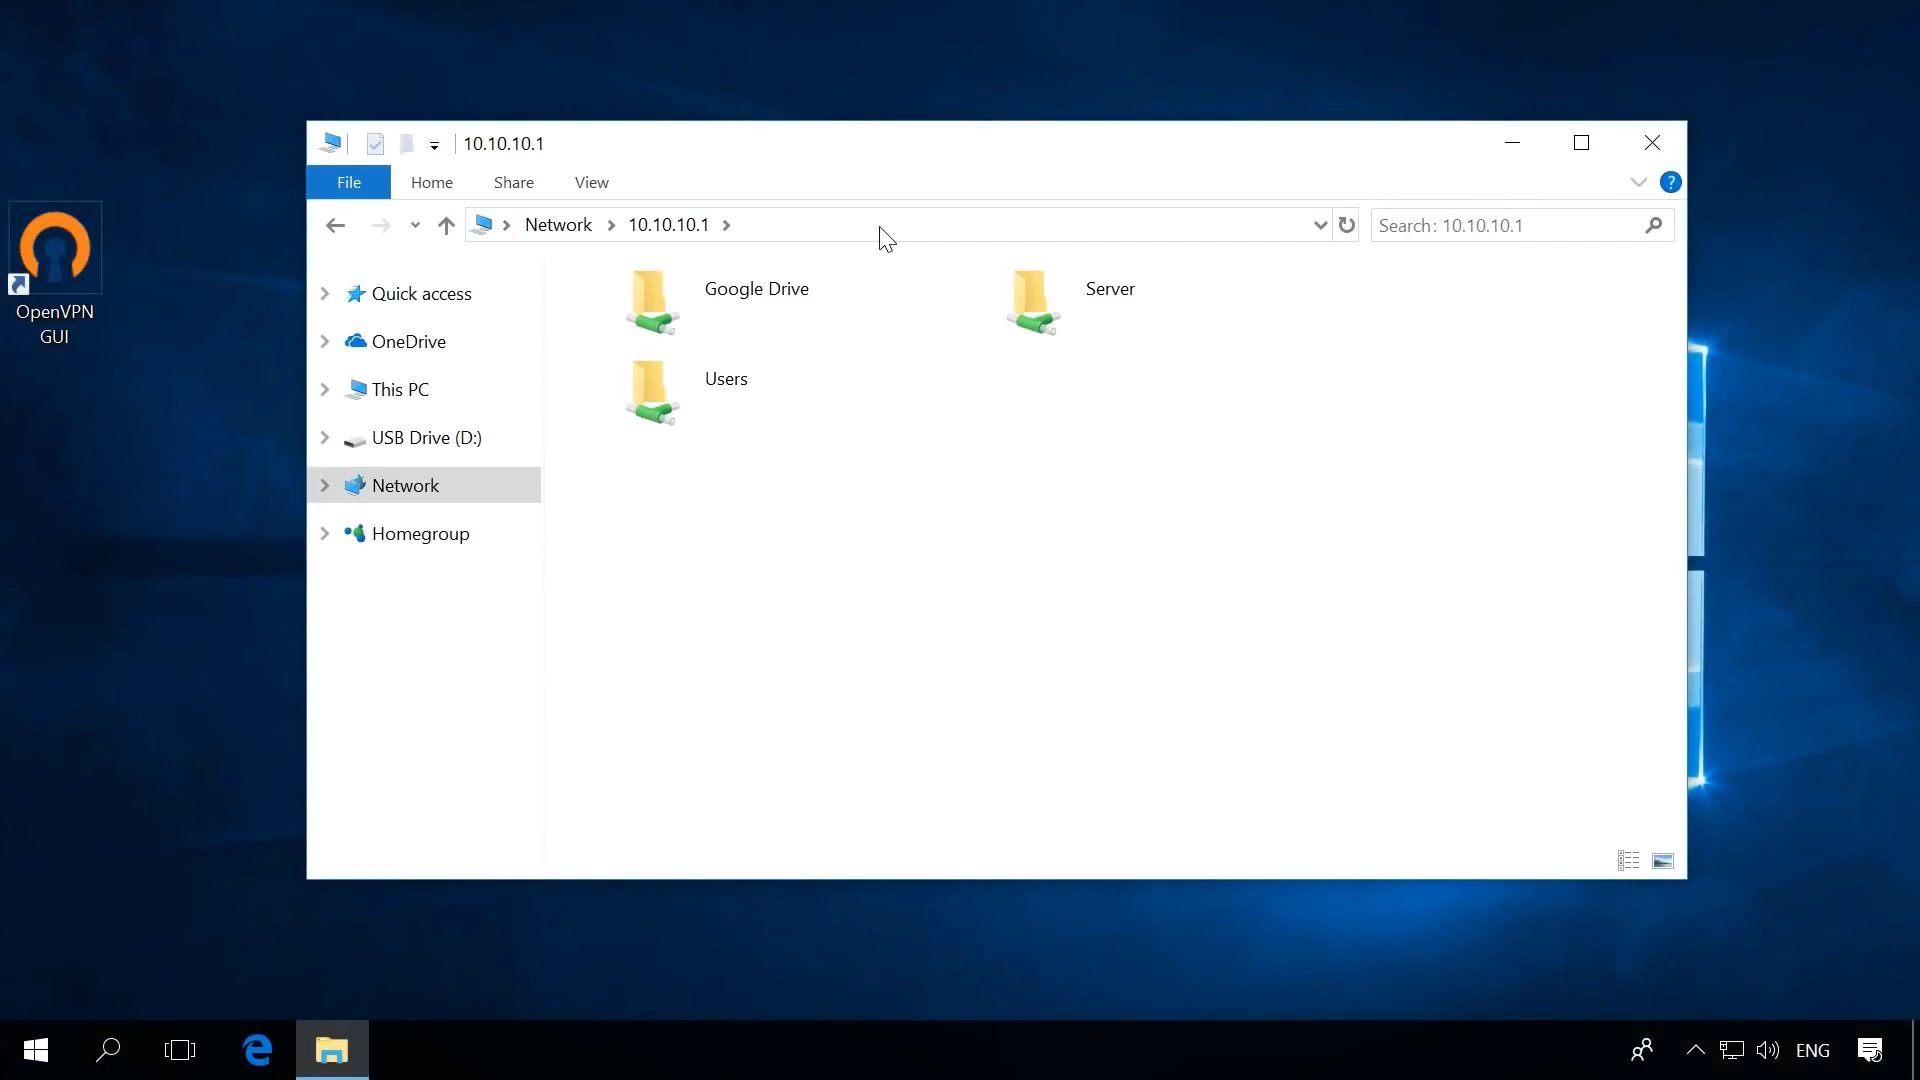 10.10.10.1
File
Home
Share
View
?
Network
10.10.10.1
Search: 10.10.10.1
OpenVPN
GUI
Quick access
OneDrive
This PC
USB Drive (D:)
Network
Homegroup
Google Drive
Server
Users
ENG